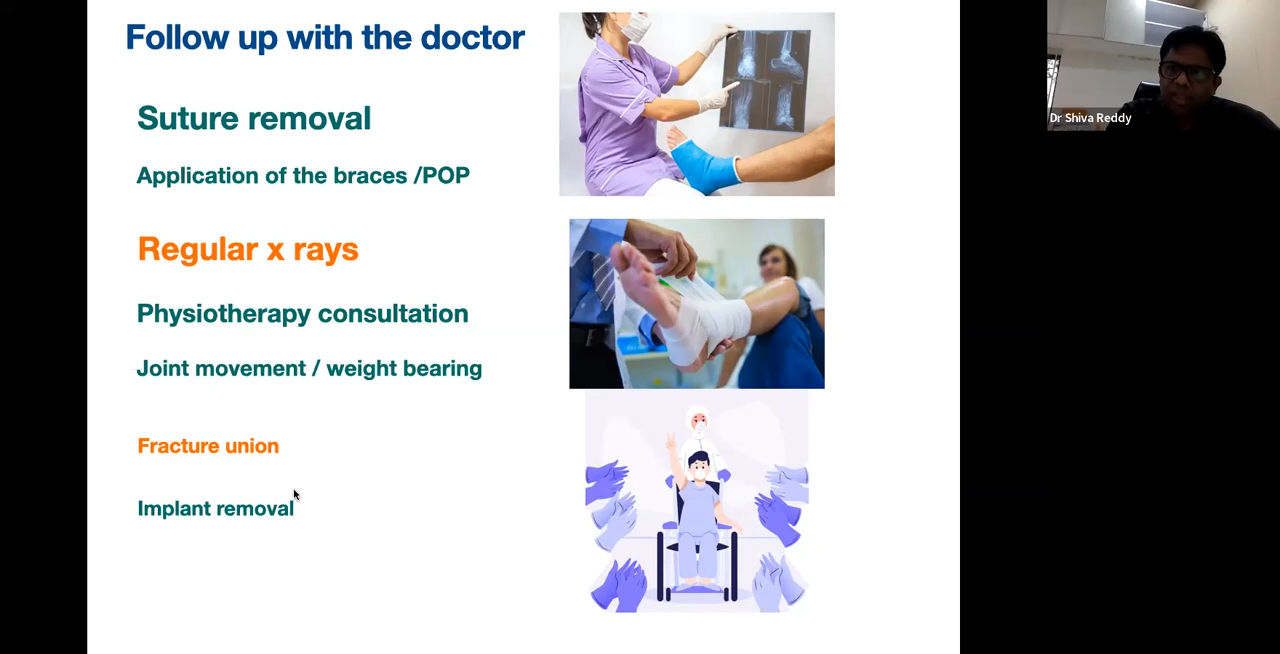 Follow up with the doctor
Suture removal
Application of the braces /POP
Regular x rays
Physiotherapy consultation
Joint movement / weight bearing
Fracture union
Implant removal
Dr Shiva Reddy